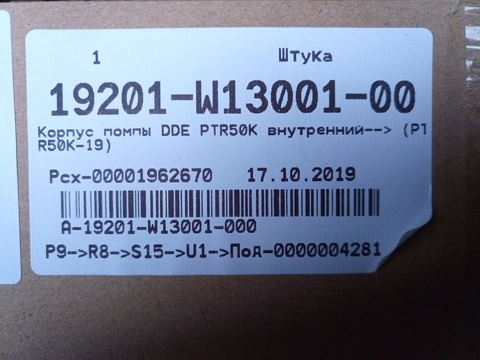 1 штука
19201-W13001-00
Корпус помпы DDE PTR50K внутренний--> (PT
R50K-19)
Рсх-00001962670 17.10.2019
A-19201-W13001-000
P9->R8->S15->U1->Под-0000004281